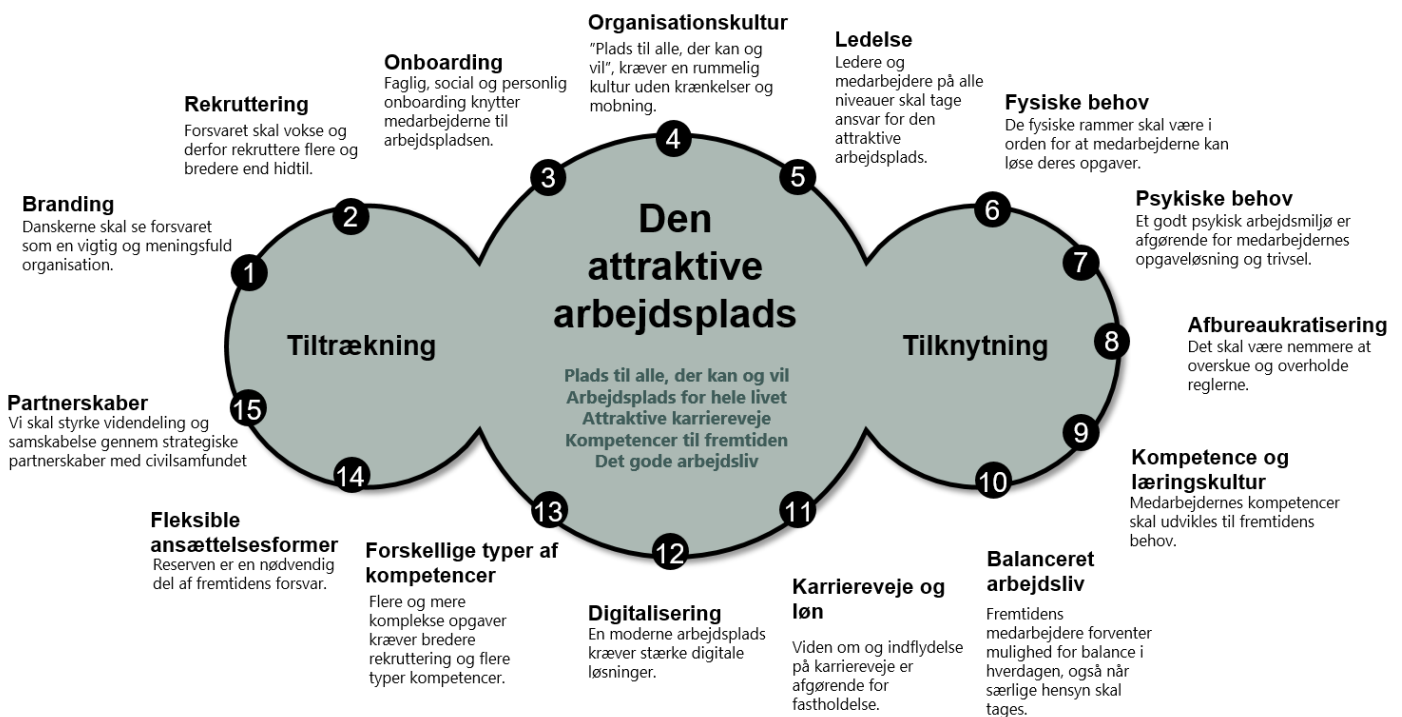 Branding
Danskerne skal se forsvaret
som en vigtig og meningsfuld
organisation.
1
Rekruttering
Forsvaret skal vokse og
derfor rekruttere flere og
bredere end hidtil.
2
Onboarding
Faglig, social og personlig
onboarding knytter
medarbejderne til
arbejdspladsen.
3
Organisationskultur
”Plads til alle, der kan og
vil”, kræver en rummelig
kultur uden krænkelser og
mobning.
4
Ledelse
Ledere og
medarbejdere på alle
niveauer skal tage
ansvar for den
attraktive
arbejdsplads.
5
Fysiske behov
De fysiske rammer skal være i
orden for at medarbejderne kan
løse deres opgaver.
6
Psykiske behov
Et godt psykisk arbejdsmiljø er
afgørende for medarbejdernes
opgaveløsning og trivsel.
7
Afbureaukratisering
Det skal være nemmere at
overskue og overholde
reglerne.
8
Kompetence og
læringskultur
Medarbejdernes kompetencer
skal udvikles til fremtidens
behov.
9
Balanceret
arbejdsliv
Fremtidens
medarbejdere forventer
mulighed for balance i
hverdagen, også når
særlige hensyn skal
tages.
10
Karriereveje og
løn
Viden om og indflydelse
på karriereveje er
afgørende for
fastholdelse.
11
Digitalisering
En moderne arbejdsplads
kræver stærke digitale
løsninger.
12
Forskellige typer af
kompetencer
Flere og mere
komplekse opgaver
kræver bredere
rekruttering og flere
typer kompetencer.
13
Fleksible
ansættelsesformer
Reserven er en nødvendig
del af fremtidens forsvar.
14
Partnerskaber
Vi skal styrke videndeling og
samskabelse gennem strategiske
partnerskaber med civilsamfundet
15
Tiltrækning
Den
attraktive
arbejdsplads
Plads til alle, der kan og vil
Arbejdsplads for hele livet
Attraktive karriereveje
Kompetencer til fremtiden
Det gode arbejdsliv
Tilknytning